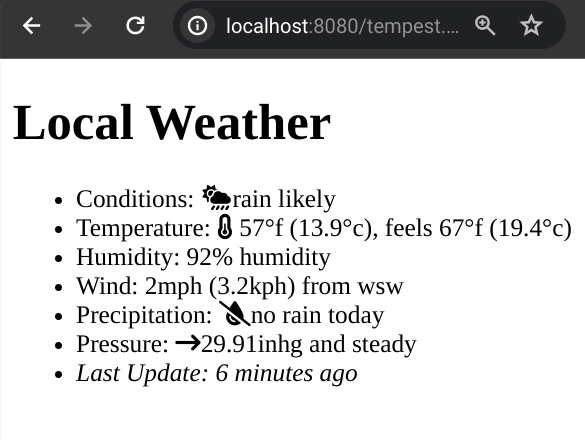 localhost:8080/tempest....
Local Weather
Conditions: rain likely
Temperature: 57°f (13.9°c), feels 67°f (19.4°c)
Humidity: 92% humidity
Wind: 2mph (3.2kph) from wsw
Precipitation: no rain today
Pressure: →29.91inhg and steady
Last Update: 6 minutes ago